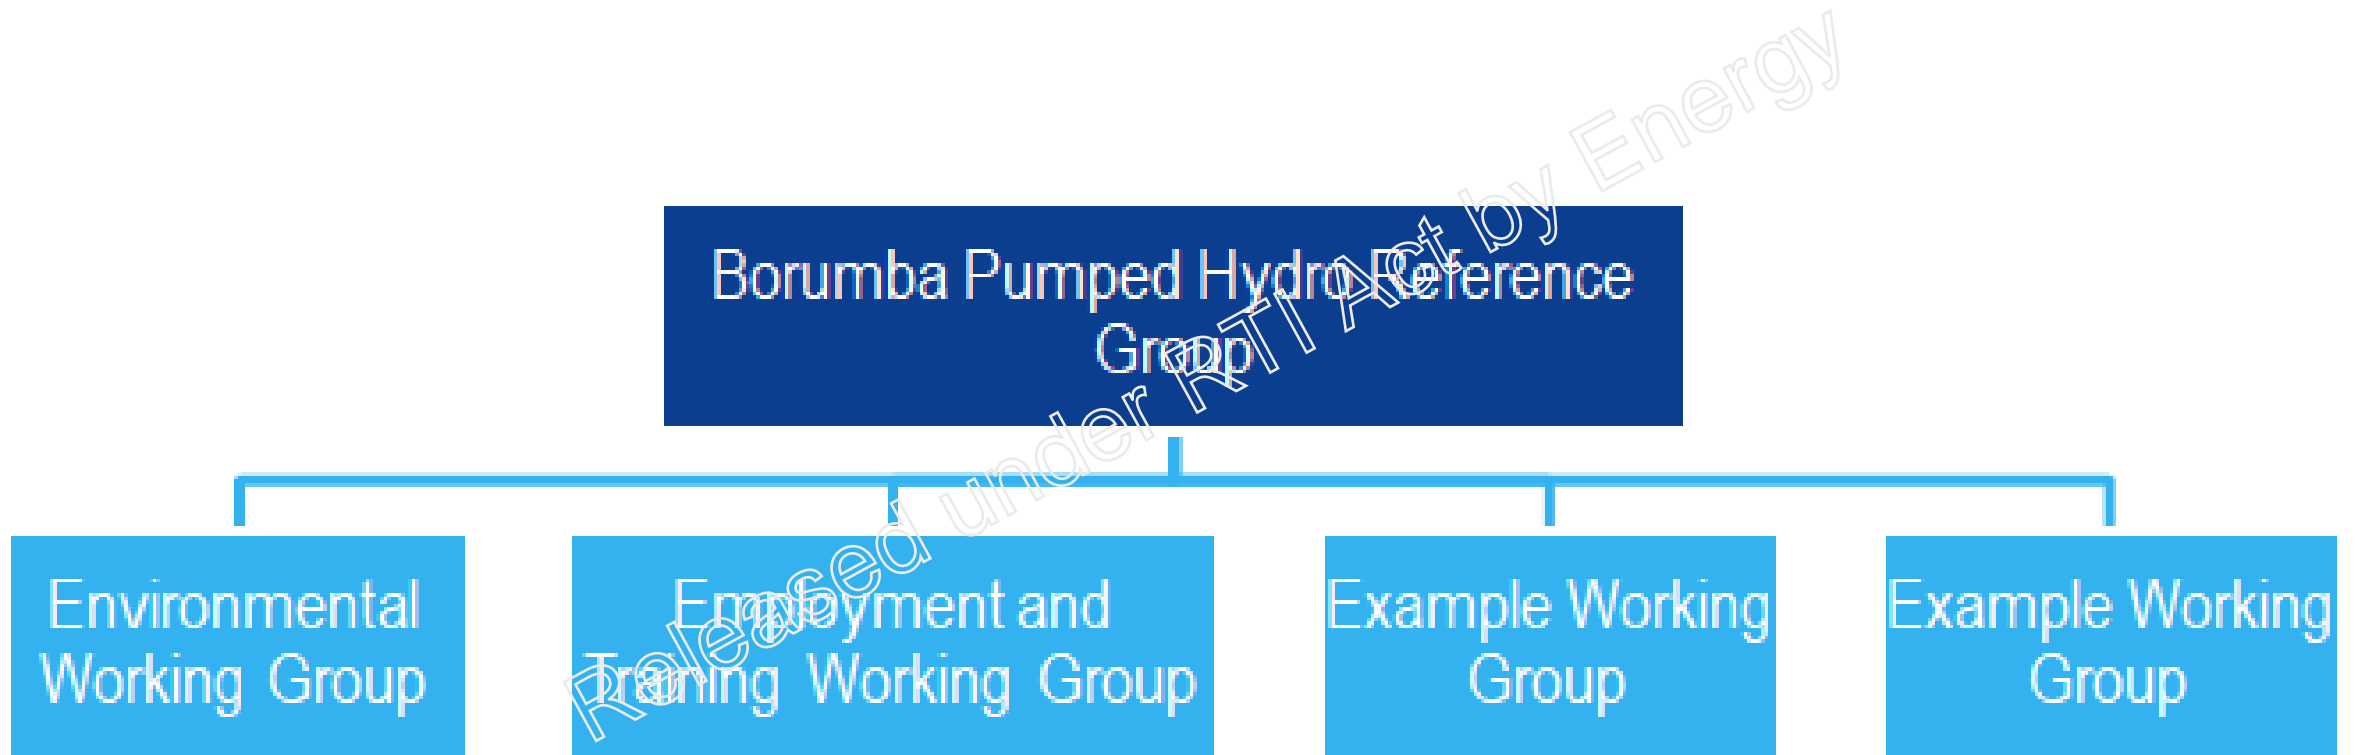 Borumba Pumped Hydro Reference
Group
Environmental
Working Group
Employment and
Training Working Group
Example Working
Group
Example Working
Group
Released under RTI Act by Energy